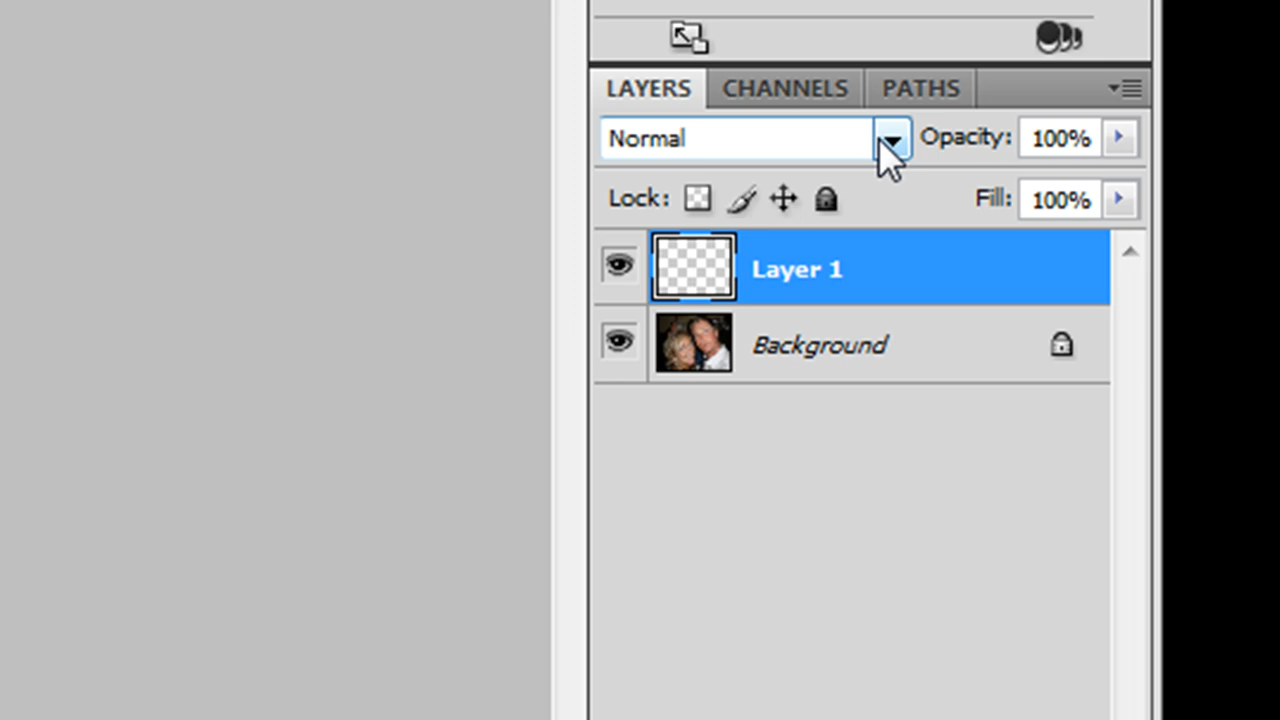 LAYERS CHANNELS PATHS
Normal Opacity: 100%
Lock: Fill: 100%
Layer 1
Background